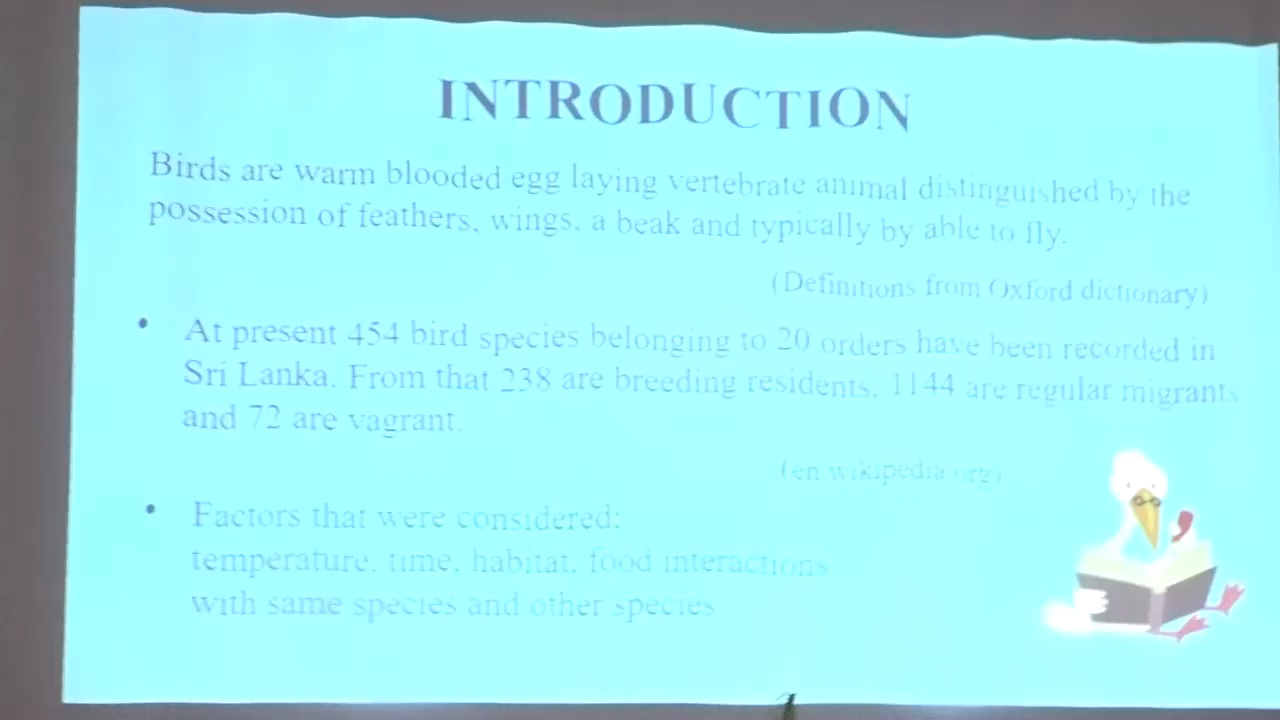 INTRODUCTION
Birds are warm blooded egg laying vertebrate animal distinguished by the
possession of feathers, wings, a beak and typically by able to fly.
(Definitions from Oxford dictionary)
• At present 454 bird species belonging to 20 orders have been recorded in
Sri Lanka. From that 238 are breeding residents, 1144 are regular migrants
and 72 are vagrant.
(en wikipedia org)
• Factors that were considered:
temperature, time, habitat, food interactions
with same species and other species